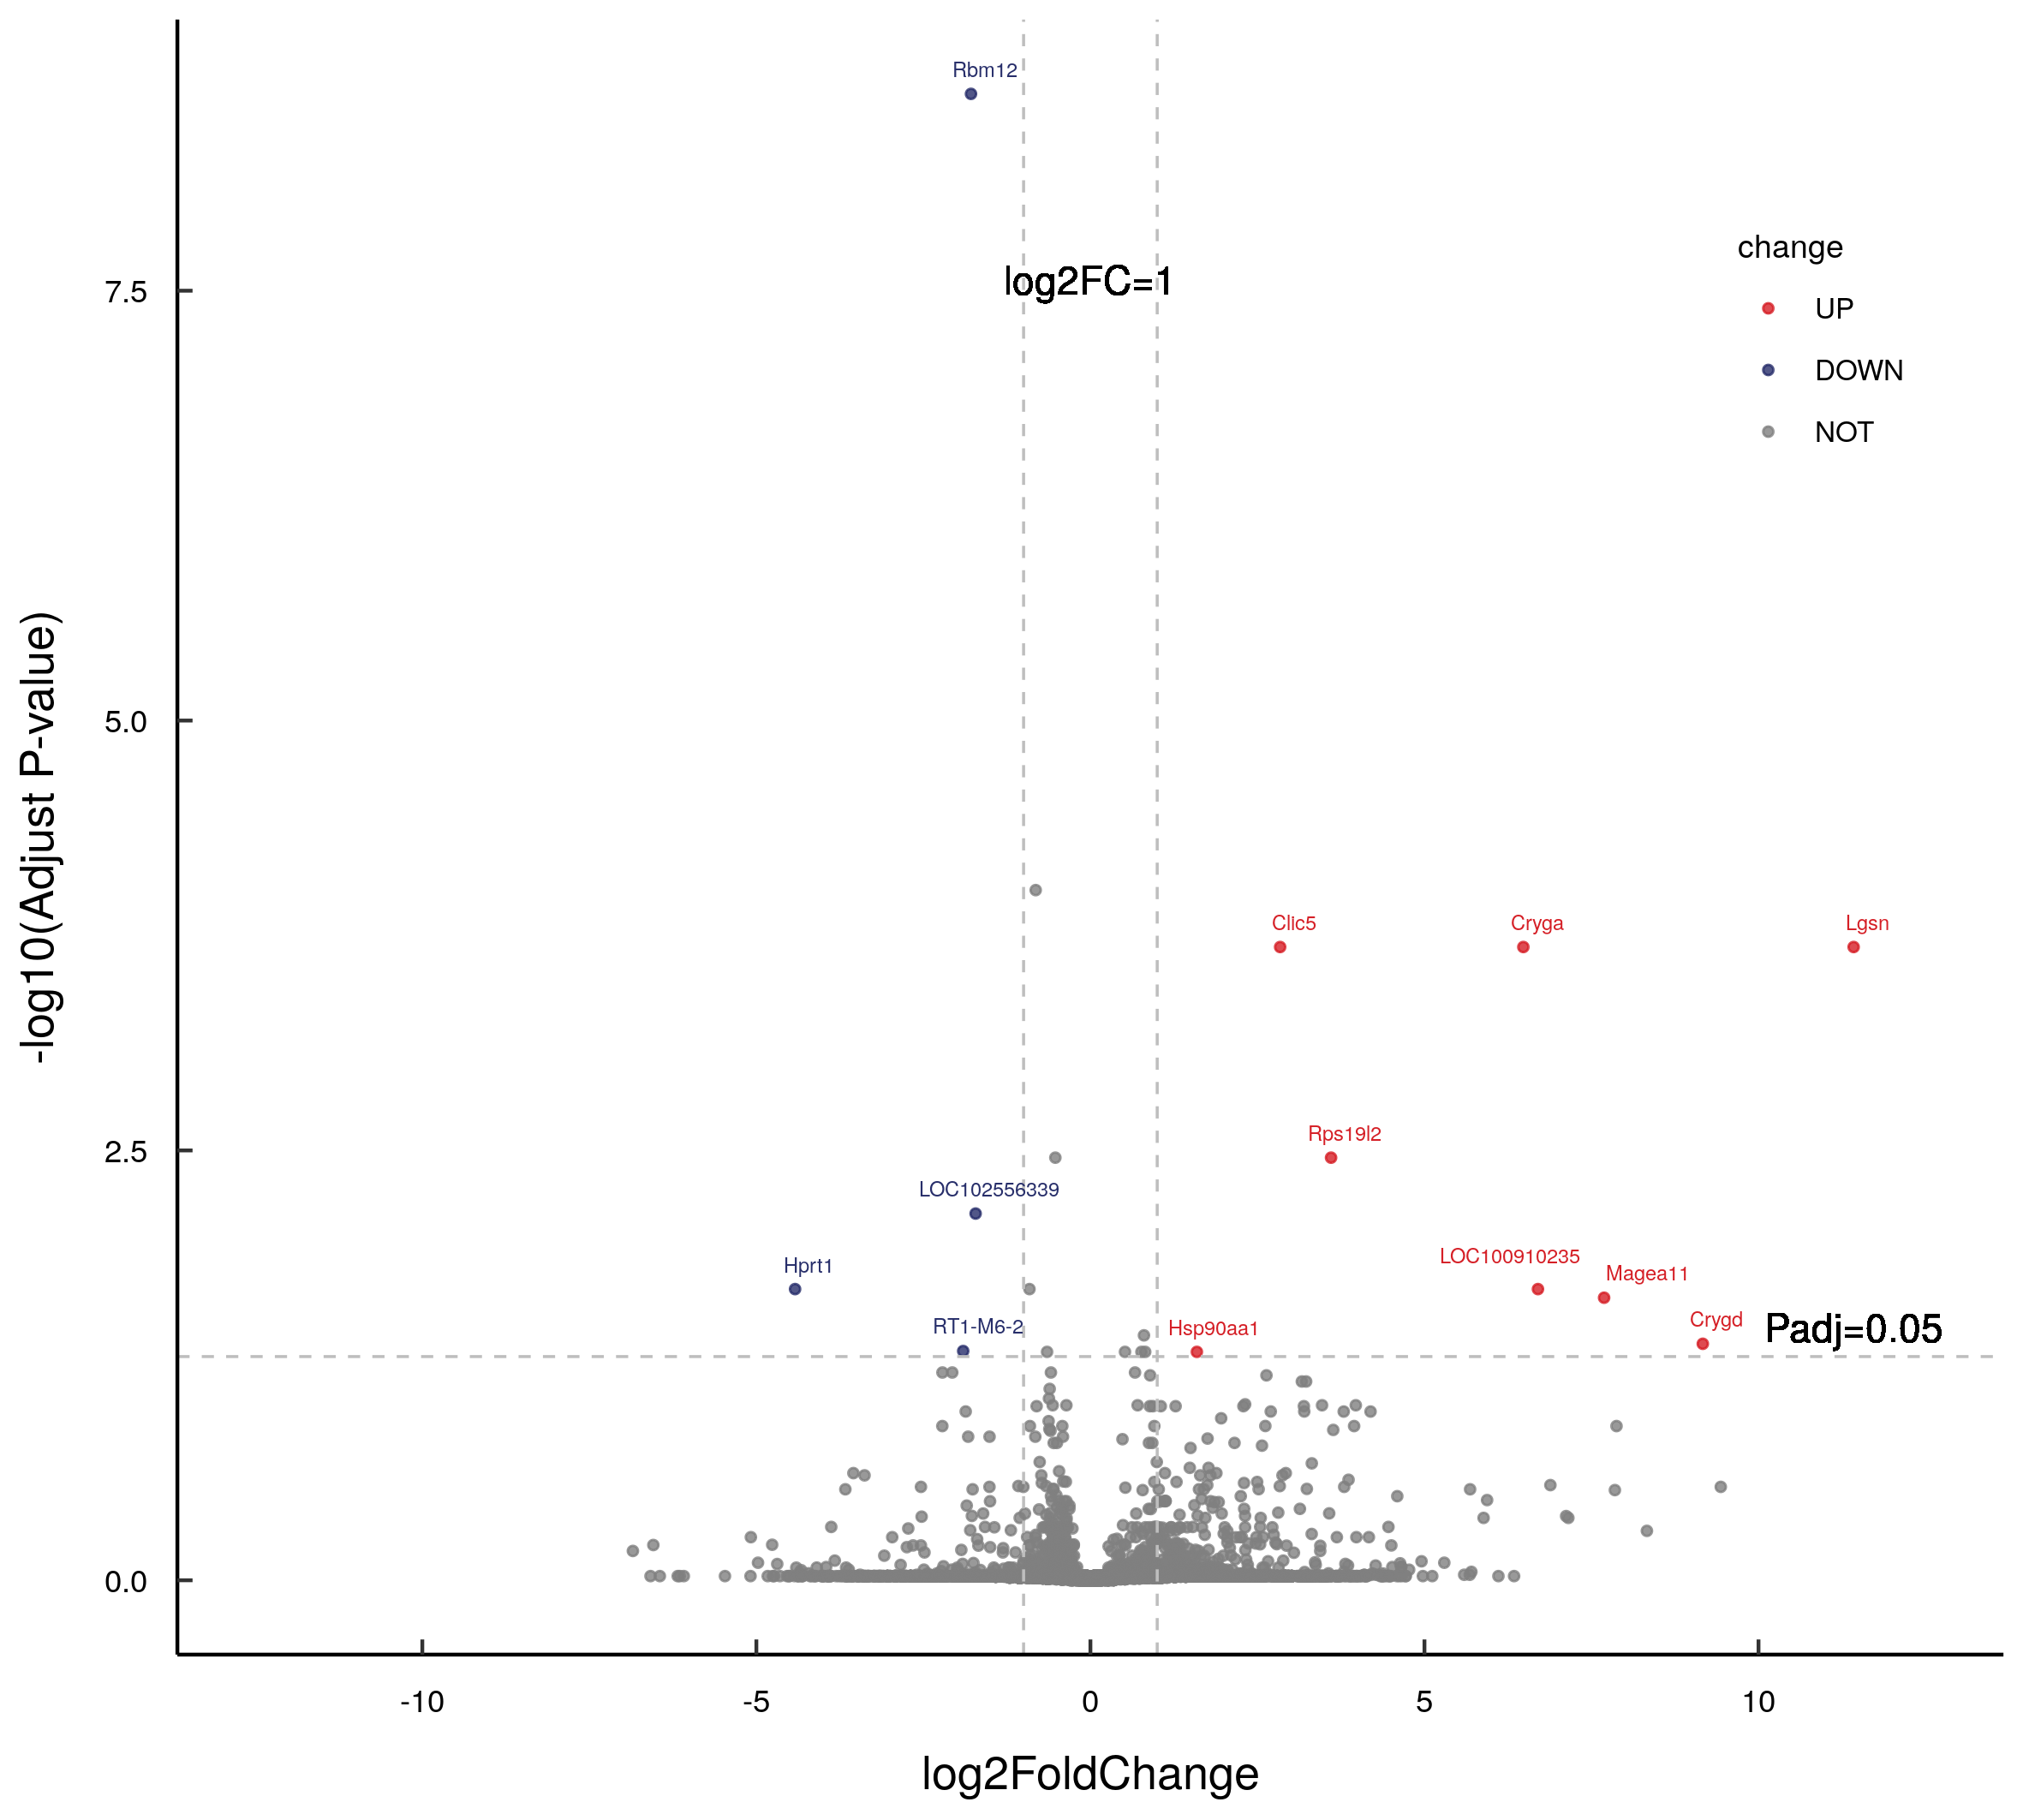 Rbm12
change
log2FC=1
7.5
UP
DOWN
NOT
5.0
-log10(Adjust P-value)
Clic5
Cryga
Lgsn
Rps19l2
2.5
LOC102556339
LOC100910235
Hprt1
Magea11
RT1-M6-2
Hsp90aa1
Crygd
Padj=0.05
0.0
-10
-5
0
5
10
log2FoldChange